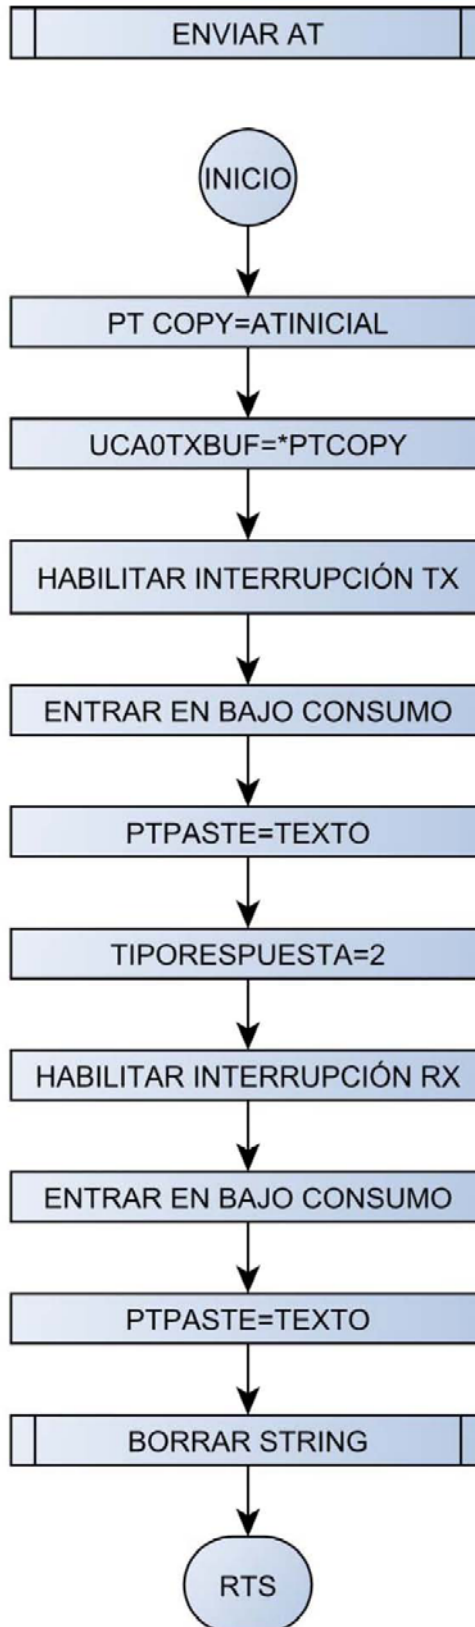 ENVIAR AT
INICIO
PT COPY=ATINICIAL
UCA0TXBUF=*PTCOPY
HABILITAR INTERRUPCIÓN TX
ENTRAR EN BAJO CONSUMO
PTPASTE=TEXTO
TIPORESPUESTA=2
HABILITAR INTERRUPCIÓN RX
ENTRAR EN BAJO CONSUMO
PTPASTE=TEXTO
BORRAR STRING
RTS